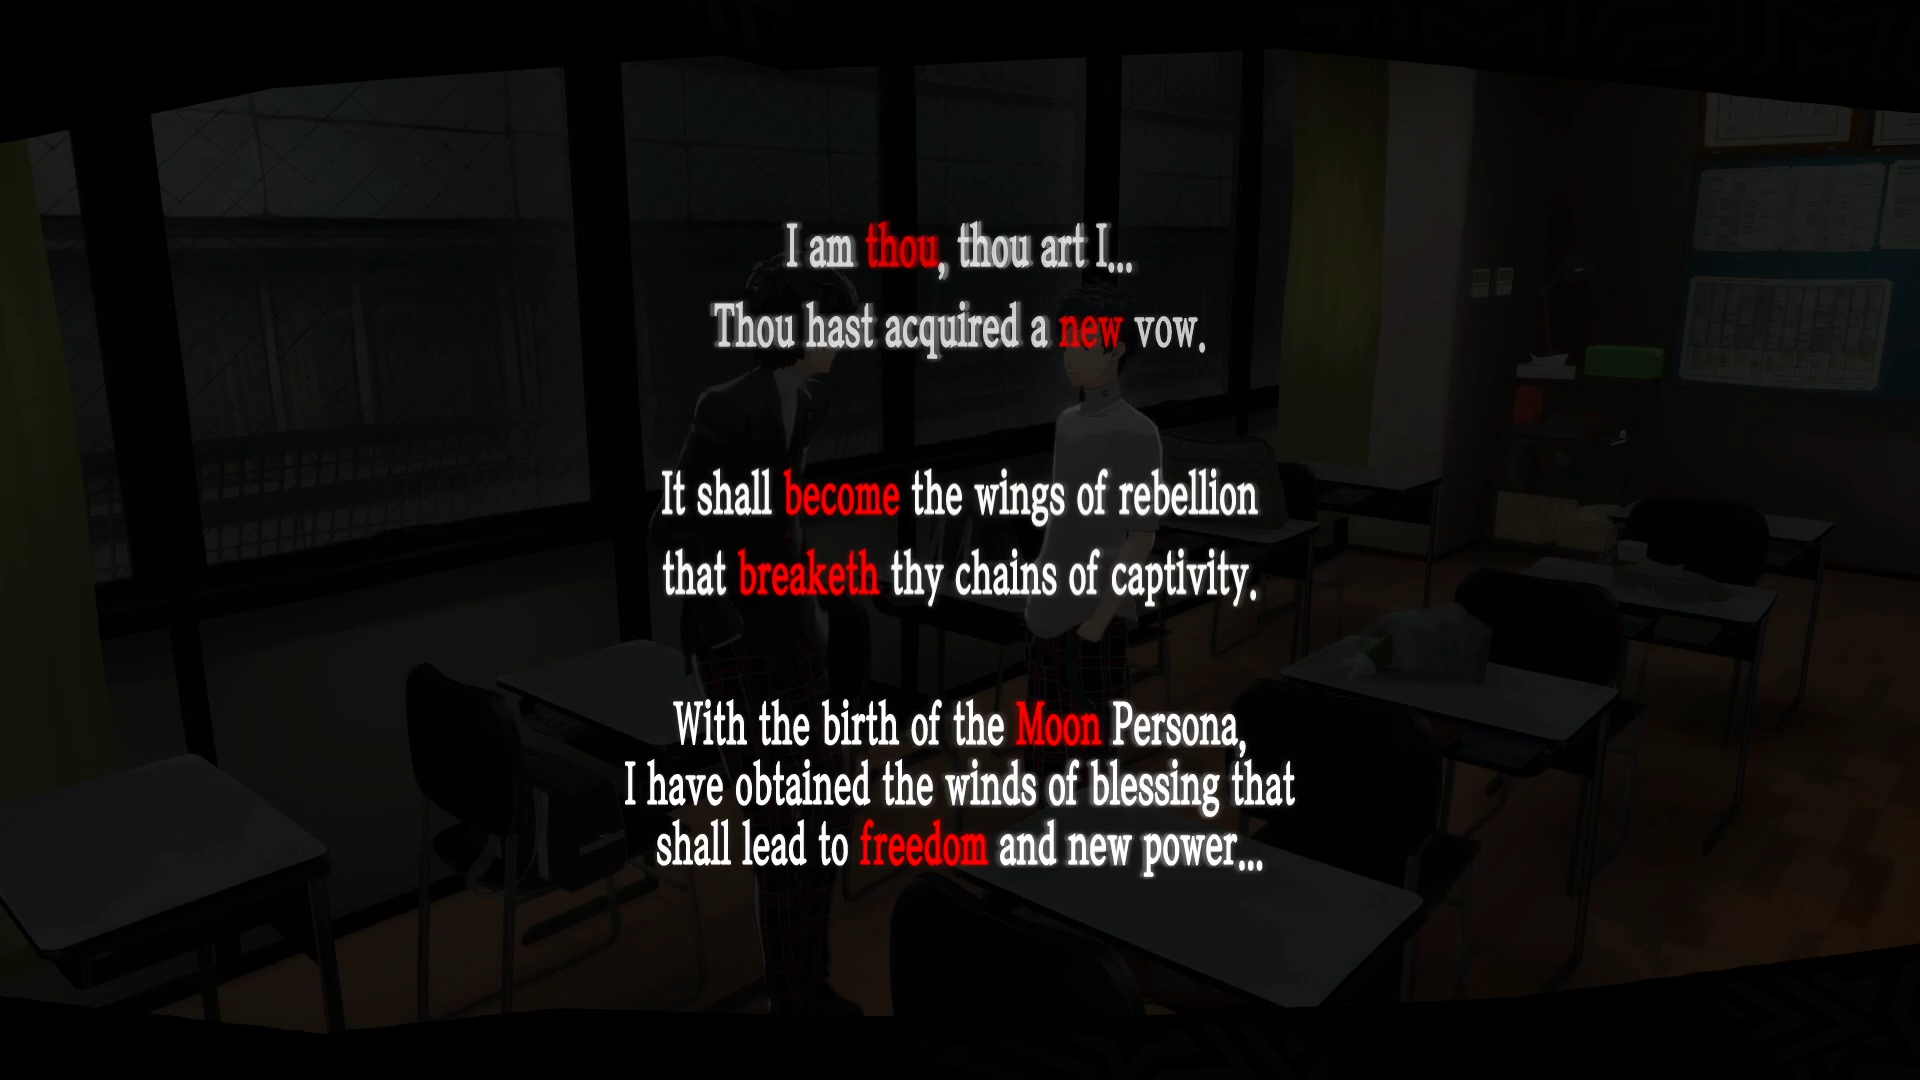 I am thou, thou art I...
Thou hast acquired a new vow.
It shall become the wings of rebellion
that breaketh thy chains of captivity.
With the birth of the Moon Persona,
I have obtained the winds of blessing that
shall lead to freedom and new power...